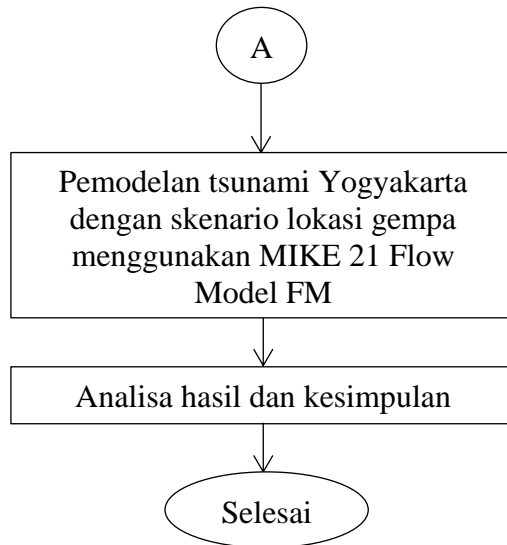 A
Pemodelan tsunami Yogyakarta
dengan skenario lokasi gempa
menggunakan MIKE 21 Flow
Model FM
Analisa hasil dan kesimpulan
Selesai